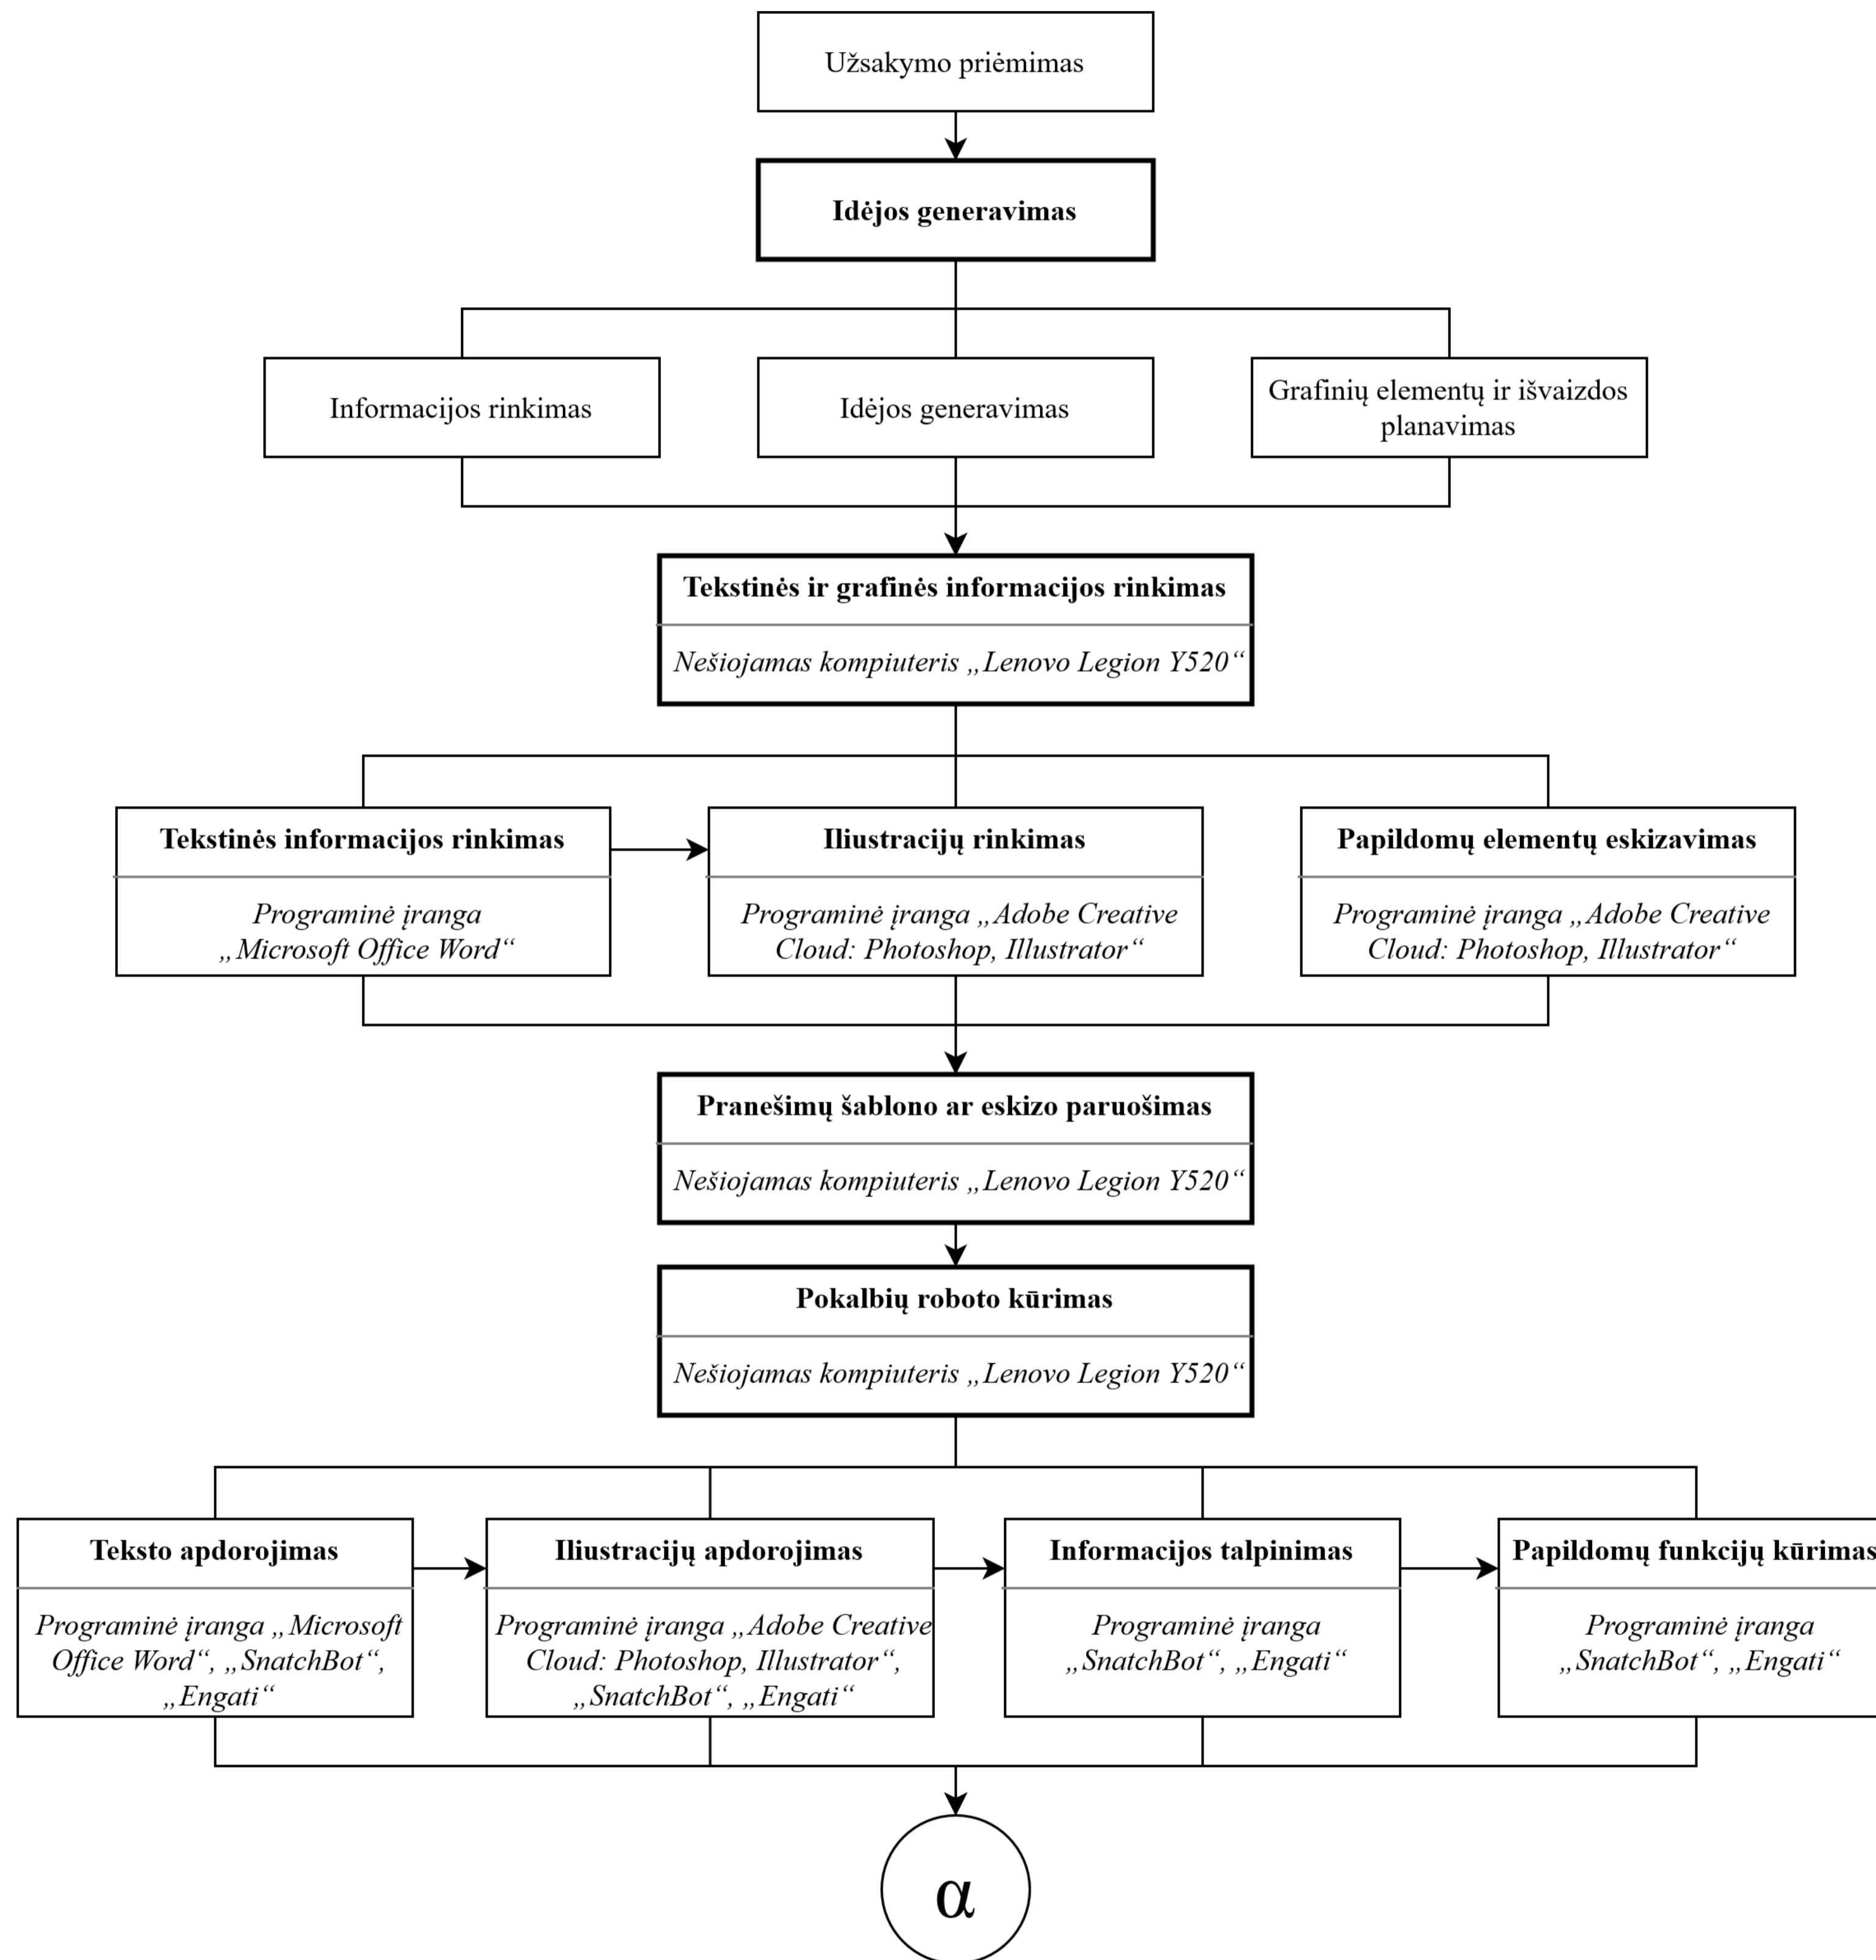 Užsakymo priėmimas
Idėjos generavimas
Informacijos rinkimas
Idėjos generavimas
Grafinių elementų ir išvaizdos
planavimas
Tekstinės ir grafinės informacijos rinkimas
Nešiojamas kompiuteris „Lenovo Legion Y520“
Tekstinės informacijos rinkimas
Programinė įranga
„Microsoft Office Word“
Iliustracijų rinkimas
Programinė įranga „Adobe Creative
Cloud: Photoshop, Illustrator“
Papildomų elementų eskizavimas
Programinė įranga „Adobe Creative
Cloud: Photoshop, Illustrator“
Pranešimų šablono ar eskizo paruošimas
Nešiojamas kompiuteris „Lenovo Legion Y520“
Pokalbių roboto kūrimas
Nešiojamas kompiuteris „Lenovo Legion Y520“
Teksto apdorojimas
Programinė įranga „Microsoft
Office Word“, „SnatchBot“,
„Engati“
Iliustracijų apdorojimas
Programinė įranga „Adobe Creative
Cloud: Photoshop, Illustrator“,
„SnatchBot“, „Engati“
Informacijos talpinimas
Programinė įranga
„SnatchBot“, „Engati“
Papildomų funkcijų kūrimas
Programinė įranga
„SnatchBot“, „Engati“
α